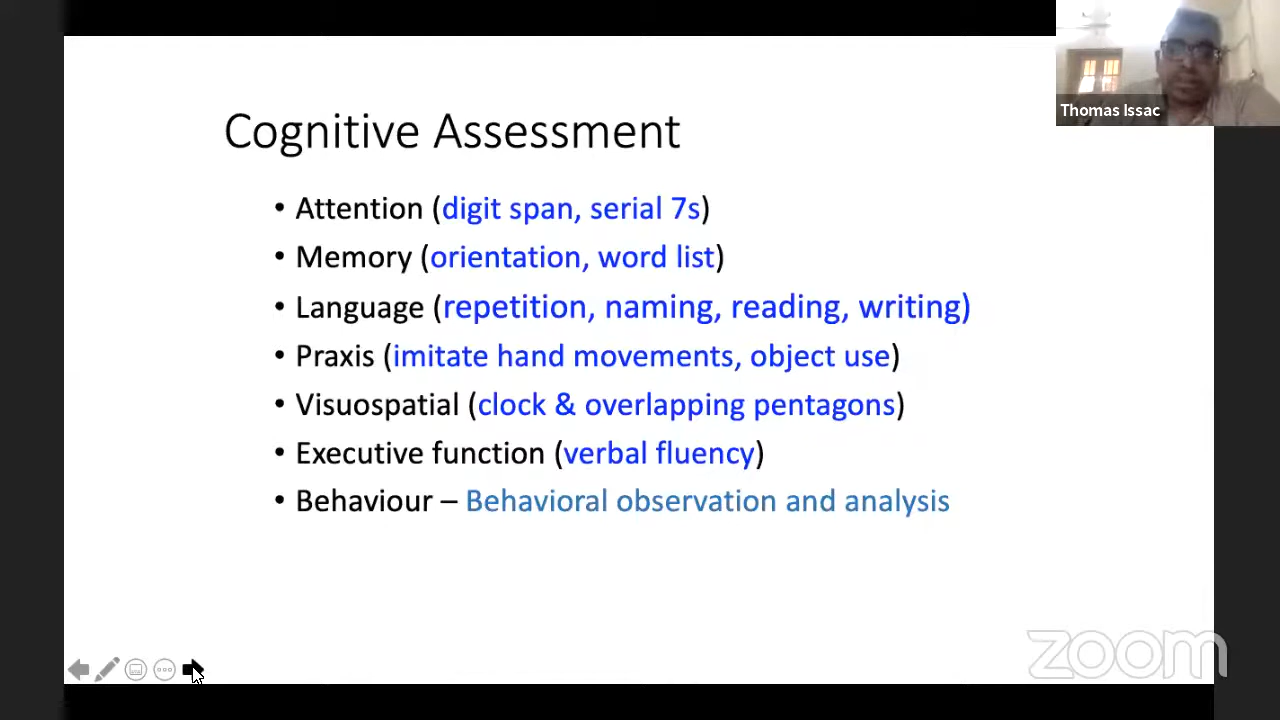 Thomas Issac
Cognitive Assessment
• Attention (digit span, serial 7s)
• Memory (orientation, word list)
• Language (repetition, naming, reading, writing)
• Praxis (imitate hand movements, object use)
• Visuospatial (clock & overlapping pentagons)
• Executive function (verbal fluency)
• Behaviour – Behavioral observation and analysis
zoom